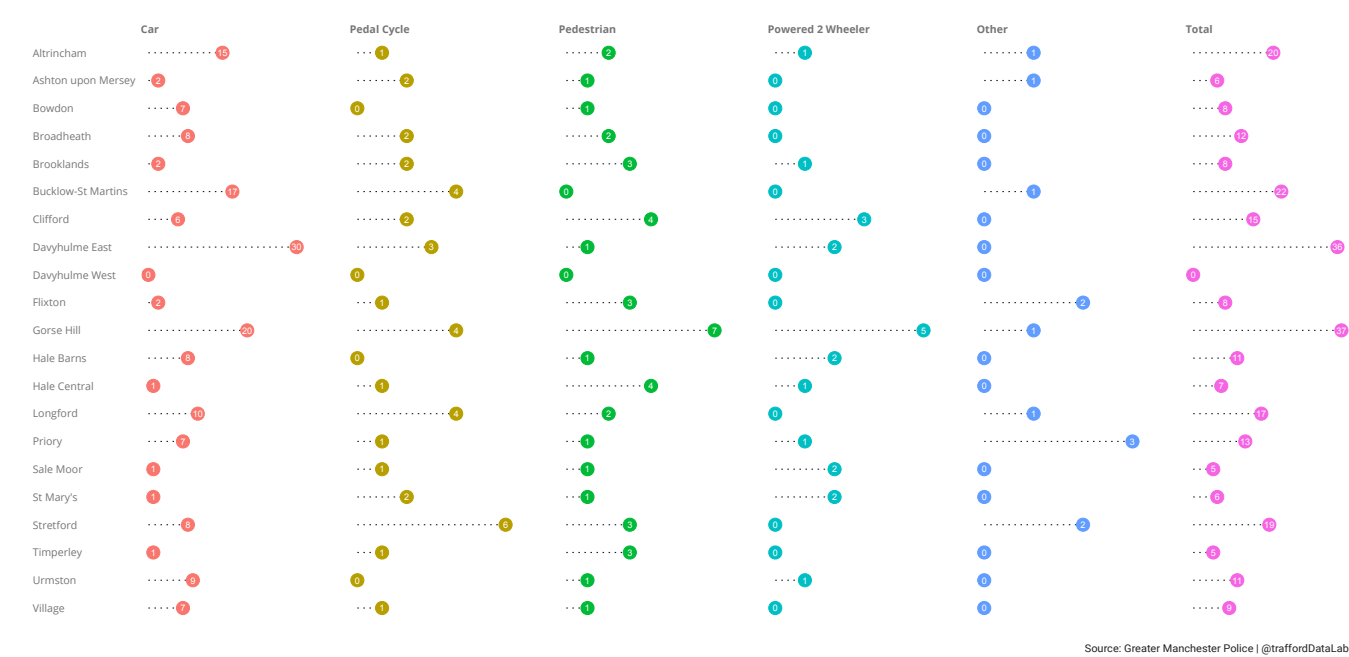 Car Pedal Cycle Pedestrian Powered 2 Wheeler Other Total
Altrincham 15 1 2 1 1 20
Ashton upon Mersey 2 2 1 0 1 6
Bowdon 7 0 1 0 0 8
Broadheath 8 2 2 0 0 12
Brooklands 2 2 3 1 0 8
Bucklow-St Martins 17 4 0 0 1 22
Clifford 6 2 4 3 0 15
Davyhulme East 30 3 1 2 0 36
Davyhulme West 0 0 0 0 0 0
Flixton 2 1 3 0 2 8
Gorse Hill 20 4 7 5 1 37
Hale Barns 8 0 1 2 0 11
Hale Central 1 1 4 1 0 7
Longford 10 4 2 0 1 17
Priory 7 1 1 1 3 13
Sale Moor 1 1 1 2 0 5
St Mary's 1 2 1 2 0 6
Stretford 8 6 3 0 2 19
Timperley 1 1 3 0 0 5
Urmston 9 0 1 1 0 11
Village 7 1 1 0 0 9
Source: Greater Manchester Police | @traffordDataLab